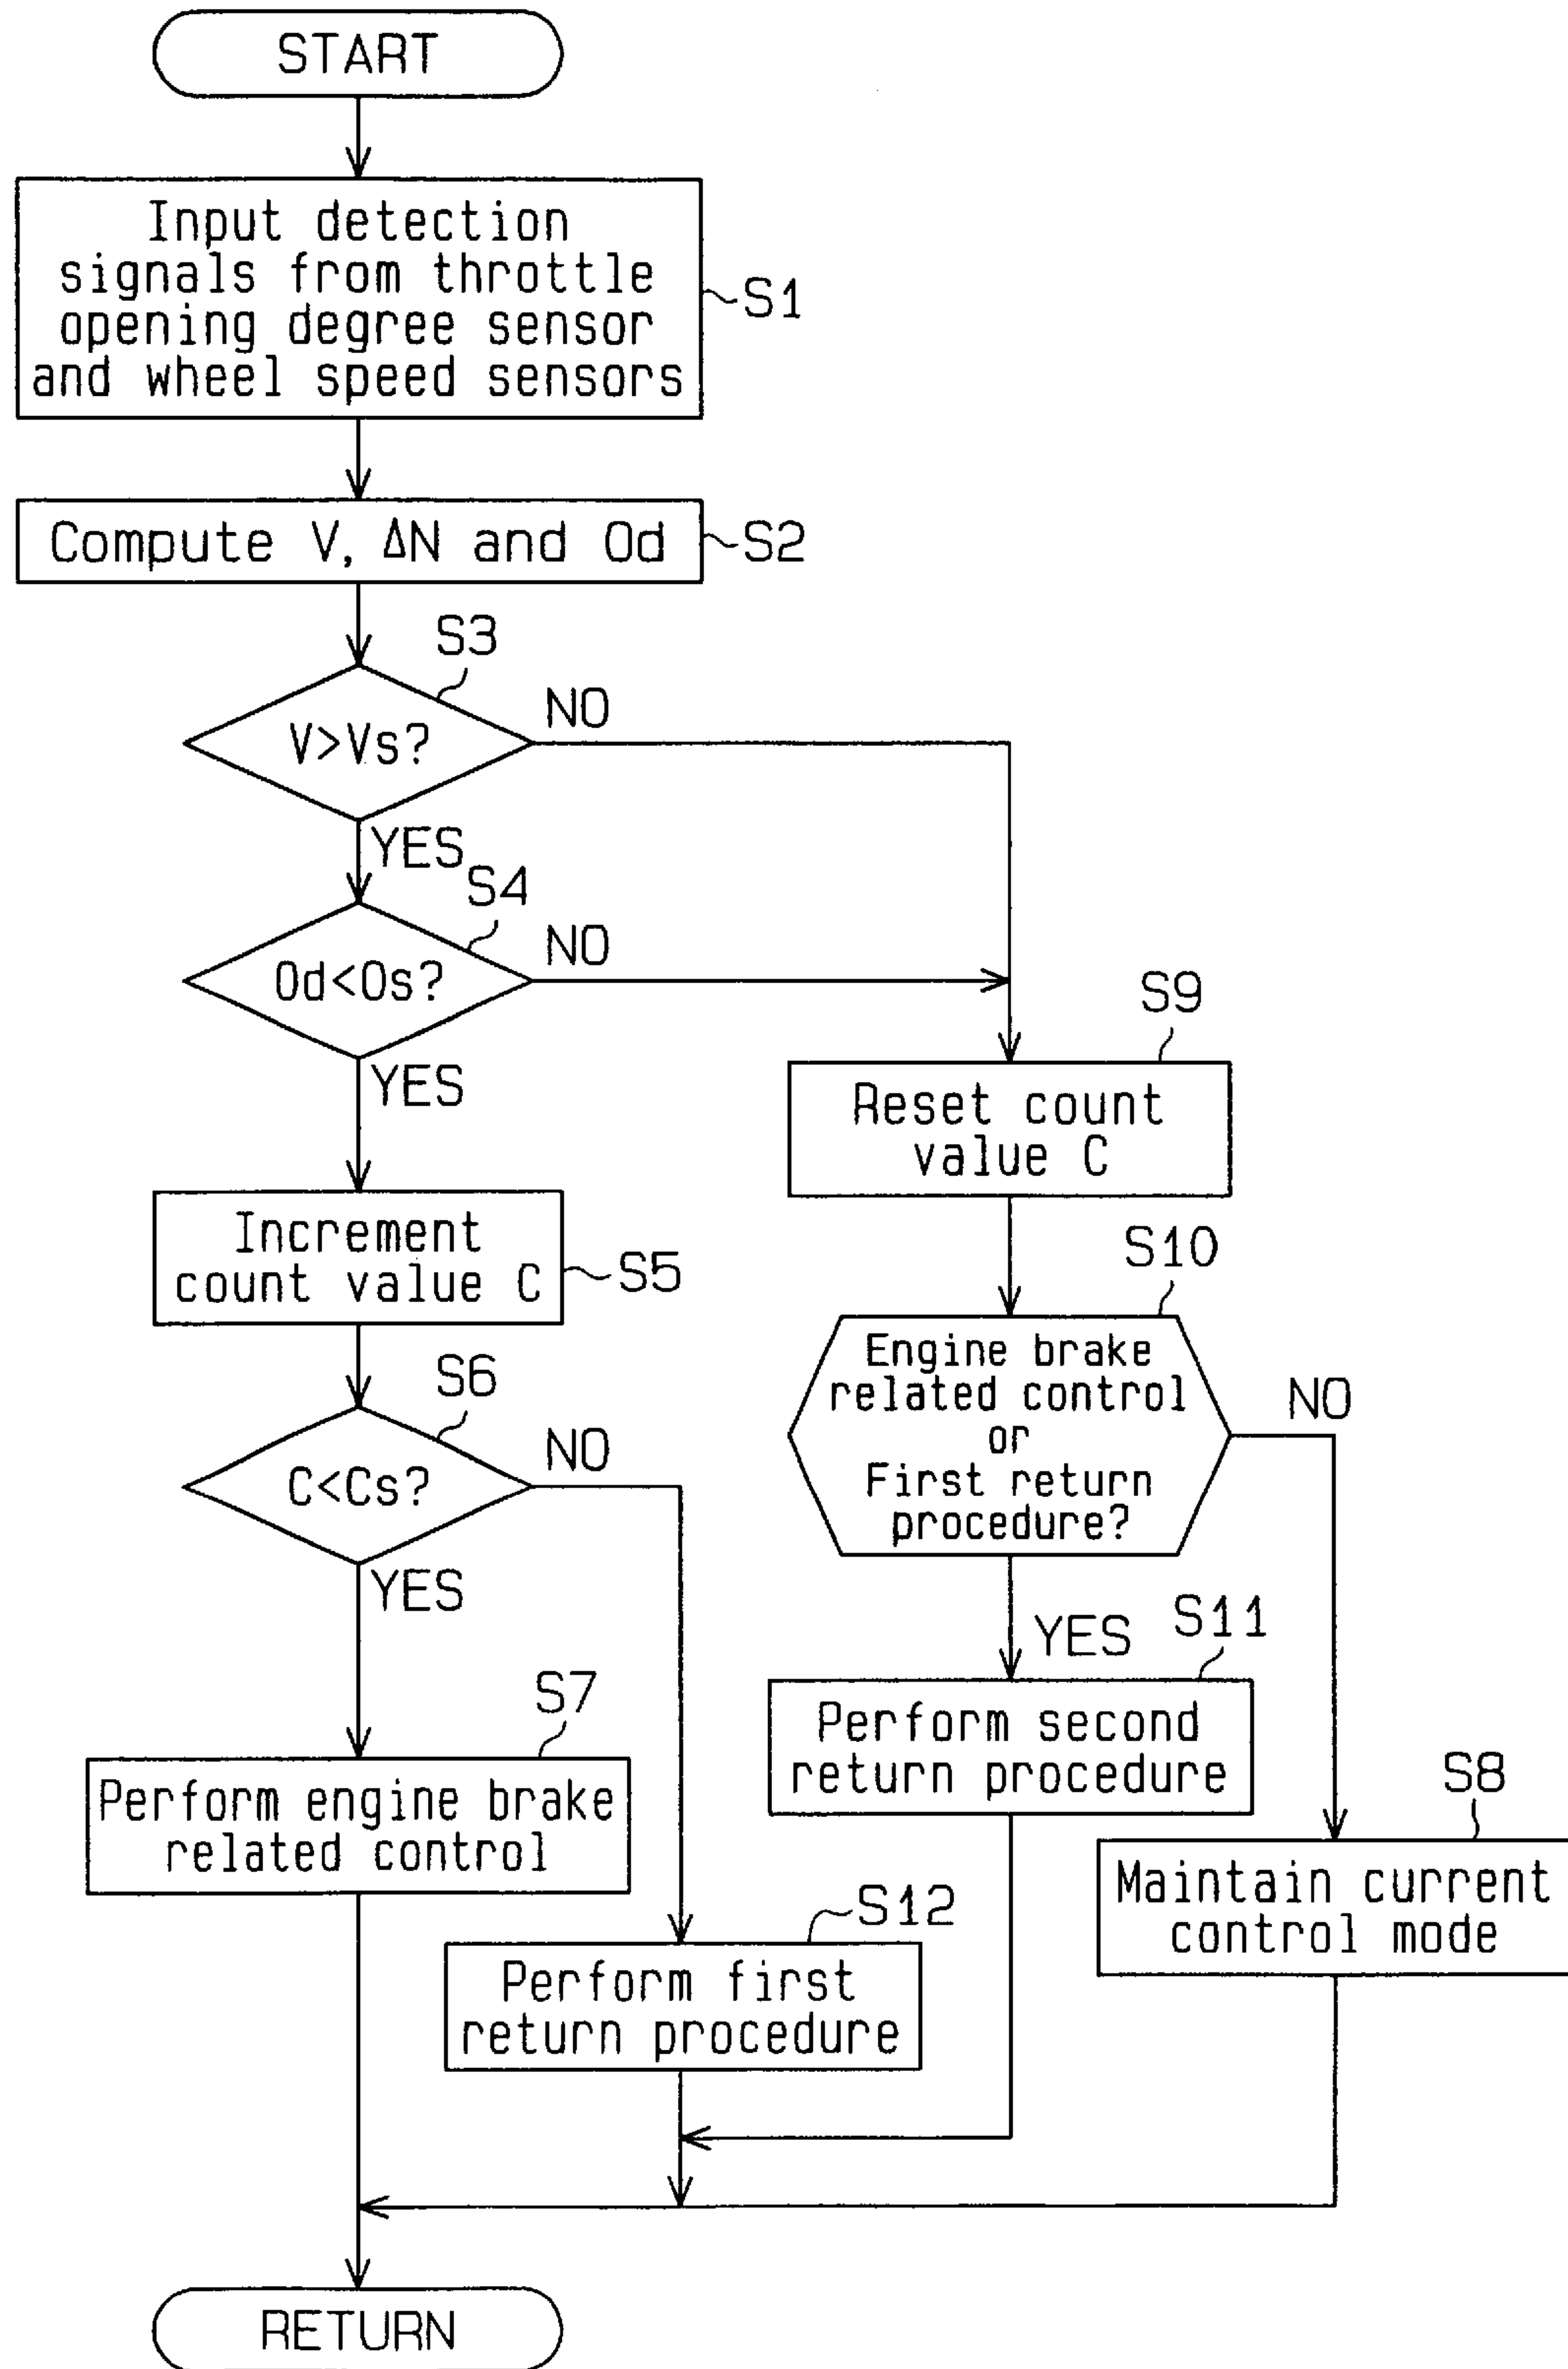 START
Input detection
signals from throttle
opening degree sensor
and wheel speed sensors
S1
Compute V, ΔN and Od
S2
S3
V>Vs?
NO
YES
S4
Od<Os?
NO
YES
S9
Reset count
value C
Increment
count value C
S5
S10
Engine brake
related control
or
First return
procedure?
NO
YES
S6
C<Cs?
NO
YES
S11
Perform second
return procedure
S7
Perform engine brake
related control
S8
Maintain current
control mode
S12
Perform first
return procedure
RETURN